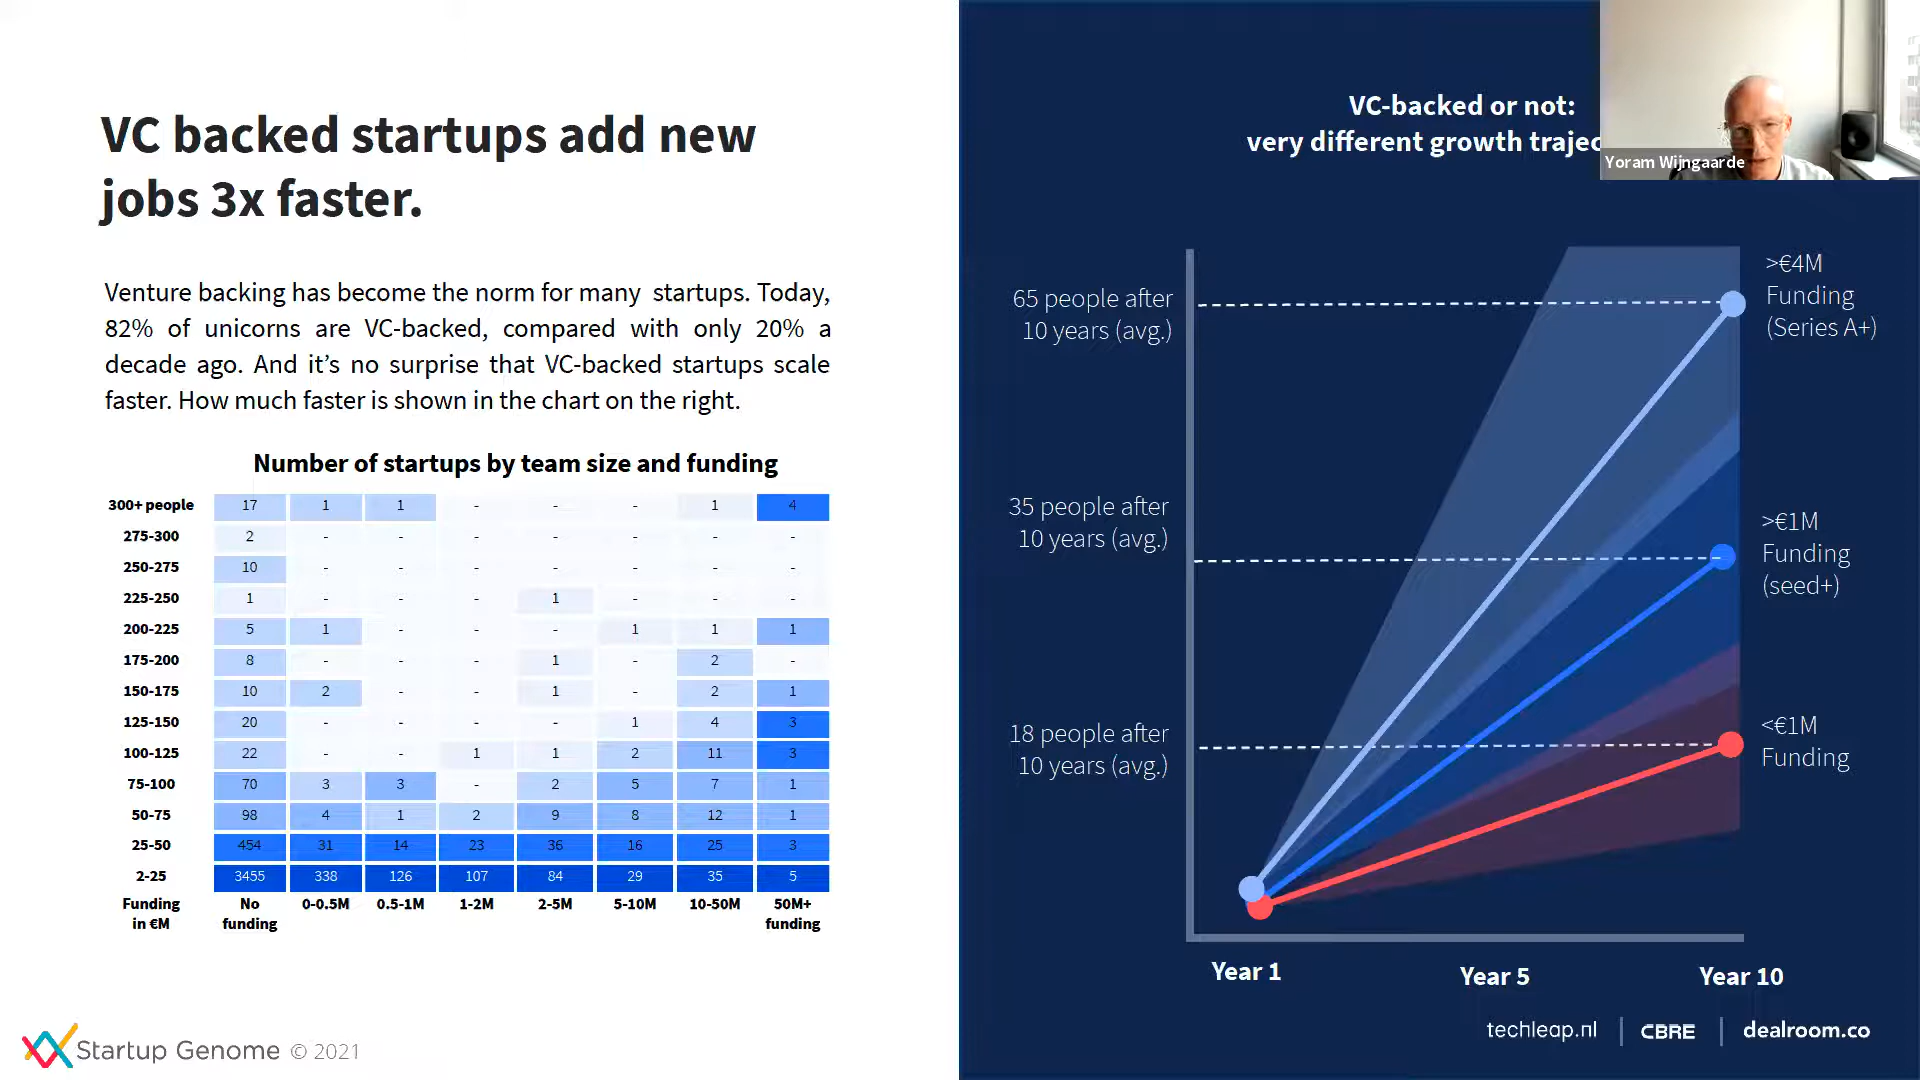 VC backed startups add new
jobs 3x faster.
Venture backing has become the norm for many startups. Today,
82% of unicorns are VC-backed, compared with only 20% a
decade ago. And it's no surprise that VC-backed startups scale
faster. How much faster is shown in the chart on the right.
Number of startups by team size and funding
300+ people 17 1 1 - - - 1 4
275-300 2 - - - - - - -
250-275 10 - - - - - - -
225-250 1 - - - 1 - - -
200-225 5 1 - - - 1 1 1
175-200 8 - - - 1 - 2 -
150-175 10 2 - - 1 - 2 1
125-150 20 - - - - 1 4 3
100-125 22 - - 1 1 2 11 3
75-100 70 3 3 - 2 5 7 1
50-75 98 4 1 2 9 8 12 1
25-50 454 31 14 23 36 16 25 3
2-25 3455 338 126 107 84 29 35 5
Funding No 0-0.5M 0.5-1M 1-2M 2-5M 5-10M 10-50M 50M+
in €M funding funding
Startup Genome © 2021
VC-backed or not:
very different growth trajec
Yoram Wijngaarde
65 people after
10 years (avg.)
>€4M
Funding
(Series A+)
35 people after
10 years (avg.)
>€1M
Funding
(seed+)
18 people after
10 years (avg.)
<€1M
Funding
Year 1 Year 5 Year 10
techleap.nl | CBRE | dealroom.co